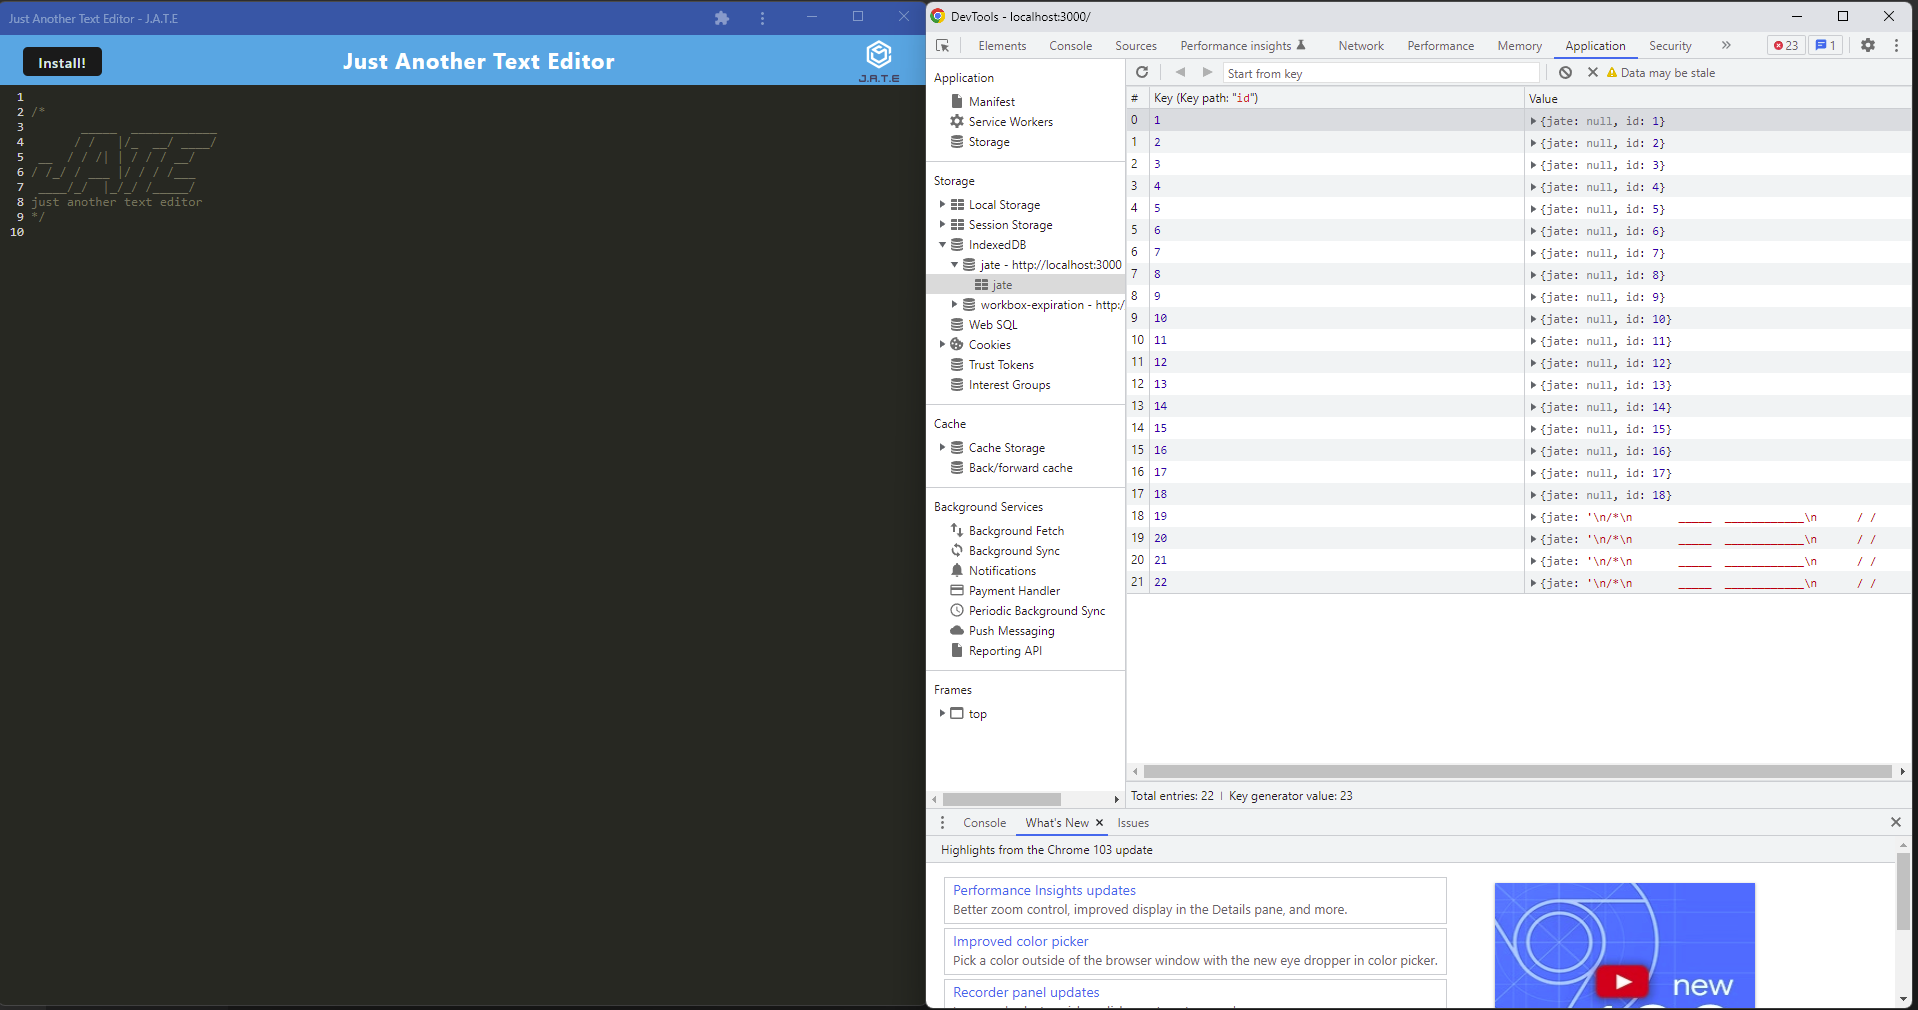 Just Another Text Editor - J.A.T.E
Install!
Just Another Text Editor
J.A.T.E
1
2 /*
3         _____  _____________
4        / /   |/_  __/ ____/
5   __  / / /| | / / / __/
6 / /_/ / ___ |/ / / /___
7  ____/_/  |_/_/ /_____/
8 just another text editor
9 */
10
DevTools - localhost:3000/
Elements Console Sources Performance insights Network Performance Memory Application Security » 23 1
Application
Manifest
Service Workers
Storage
Storage
Local Storage
Session Storage
IndexedDB
jate - http://localhost:3000
jate
workbox-expiration - http:/
Web SQL
Cookies
Trust Tokens
Interest Groups
Cache
Cache Storage
Back/forward cache
Background Services
Background Fetch
Background Sync
Notifications
Payment Handler
Periodic Background Sync
Push Messaging
Reporting API
Frames
top
Start from key
Data may be stale
# Key (Key path: "id") Value
0 1 {jate: null, id: 1}
1 2 {jate: null, id: 2}
2 3 {jate: null, id: 3}
3 4 {jate: null, id: 4}
4 5 {jate: null, id: 5}
5 6 {jate: null, id: 6}
6 7 {jate: null, id: 7}
7 8 {jate: null, id: 8}
8 9 {jate: null, id: 9}
9 10 {jate: null, id: 10}
10 11 {jate: null, id: 11}
11 12 {jate: null, id: 12}
12 13 {jate: null, id: 13}
13 14 {jate: null, id: 14}
14 15 {jate: null, id: 15}
15 16 {jate: null, id: 16}
16 17 {jate: null, id: 17}
17 18 {jate: null, id: 18}
18 19 {jate: '\n/*\n       _____  ____________\n      / /
19 20 {jate: '\n/*\n       _____  ____________\n      / /
20 21 {jate: '\n/*\n       _____  ____________\n      / /
21 22 {jate: '\n/*\n       _____  ____________\n      / /
Total entries: 22 | Key generator value: 23
Console What's New Issues
Highlights from the Chrome 103 update
Performance Insights updates
Better zoom control, improved display in the Details pane, and more.
Improved color picker
Pick a color outside of the browser window with the new eye dropper in color picker.
Recorder panel updates
new